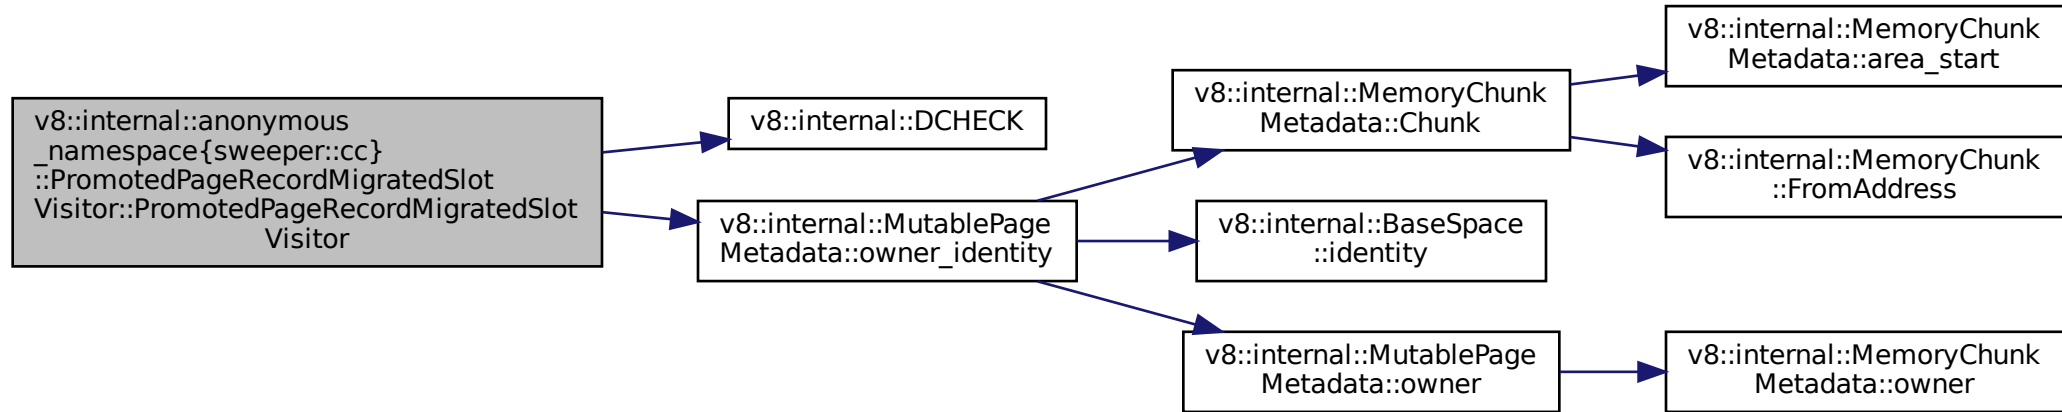 v8::internal::anonymous
_namespace{sweeper::cc}
::PromotedPageRecordMigratedSlot
Visitor::PromotedPageRecordMigratedSlot
Visitor
v8::internal::DCHECK
v8::internal::MutablePage
Metadata::owner_identity
v8::internal::MemoryChunk
Metadata::Chunk
v8::internal::BaseSpace
::identity
v8::internal::MutablePage
Metadata::owner
v8::internal::MemoryChunk
Metadata::area_start
v8::internal::MemoryChunk
::FromAddress
v8::internal::MemoryChunk
Metadata::owner